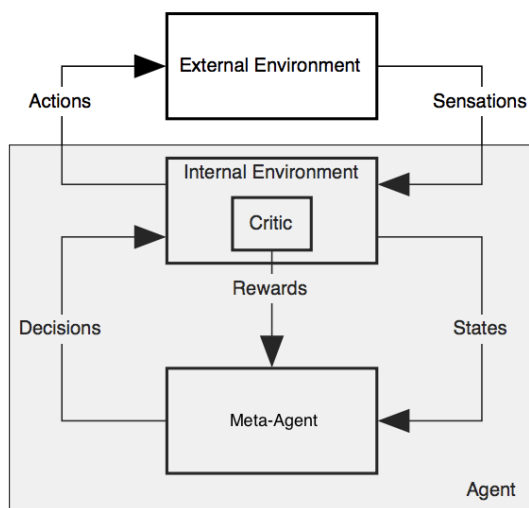 External Environment
Actions
Sensations
Internal Environment
Critic
Rewards
Decisions
States
Meta-Agent
Agent